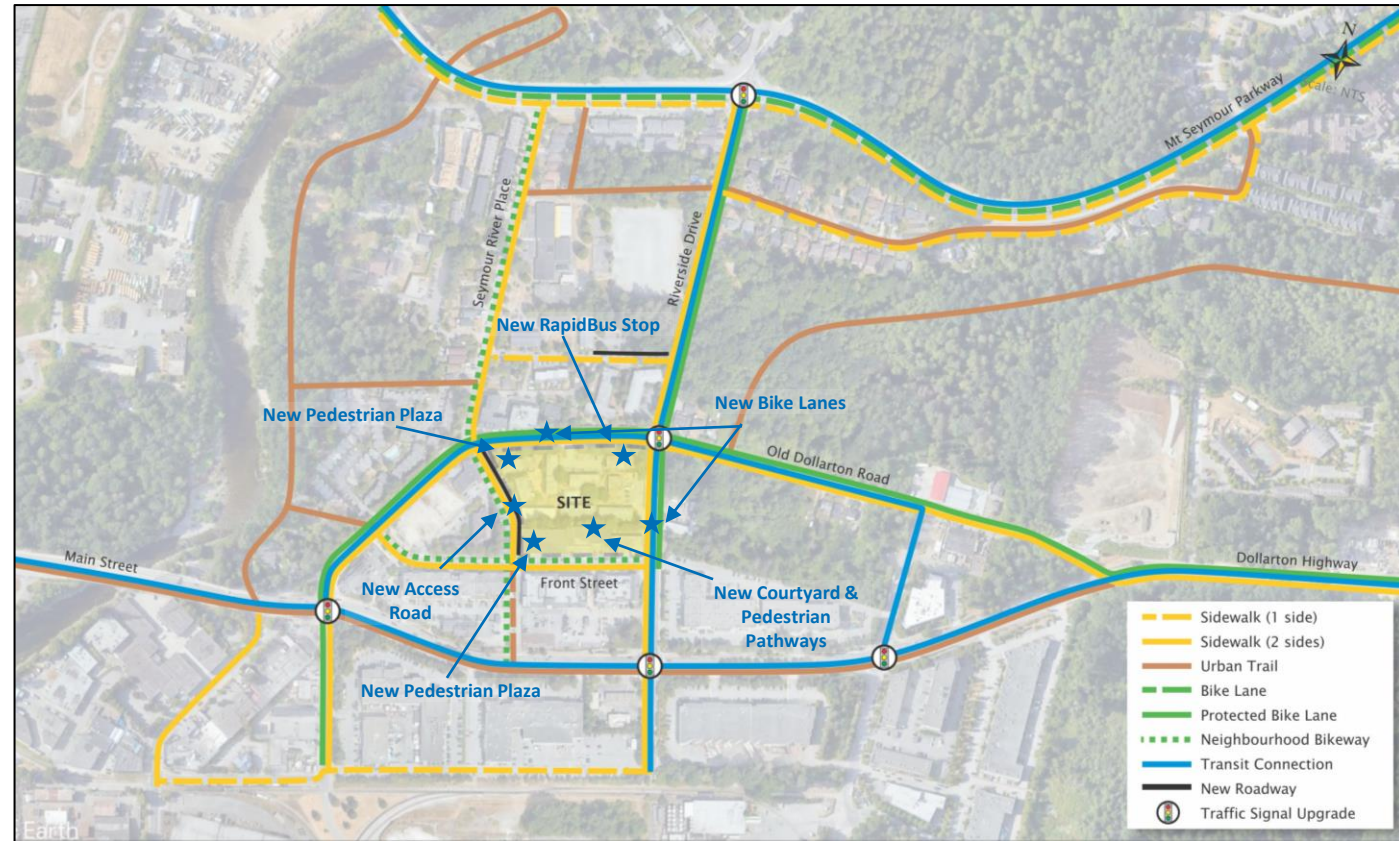 N
Scale: NTS
Mt Seymour Parkway
Seymour River Place
Riverside Drive
New RapidBus Stop
New Pedestrian Plaza
New Bike Lanes
Old Dollarton Road
SITE
Main Street
Dollarton Highway
New Access
Road
Front Street
New Courtyard &
Pedestrian
Pathways
New Pedestrian Plaza
Sidewalk (1 side)
Sidewalk (2 sides)
Urban Trail
Bike Lane
Protected Bike Lane
Neighbourhood Bikeway
Transit Connection
New Roadway
Traffic Signal Upgrade
Earth